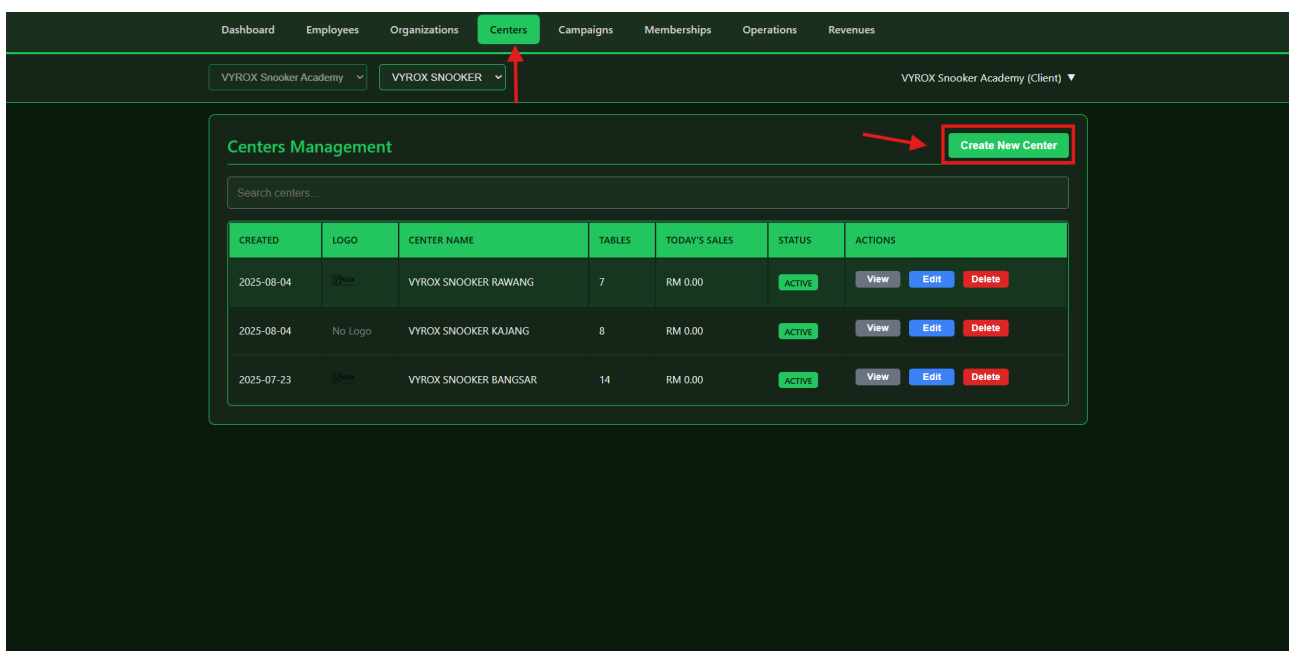 Dashboard Employees Organizations Centers Campaigns Memberships Operations Revenues
VYROX Snooker Academy VYROX SNOOKER VYROX Snooker Academy (Client) ▼
Centers Management Create New Center
Search centers...
CREATED LOGO CENTER NAME TABLES TODAY'S SALES STATUS ACTIONS
2025-08-04 VYROX SNOOKER RAWANG 7 RM 0.00 ACTIVE View Edit Delete
2025-08-04 No Logo VYROX SNOOKER KAJANG 8 RM 0.00 ACTIVE View Edit Delete
2025-07-23 VYROX SNOOKER BANGSAR 14 RM 0.00 ACTIVE View Edit Delete